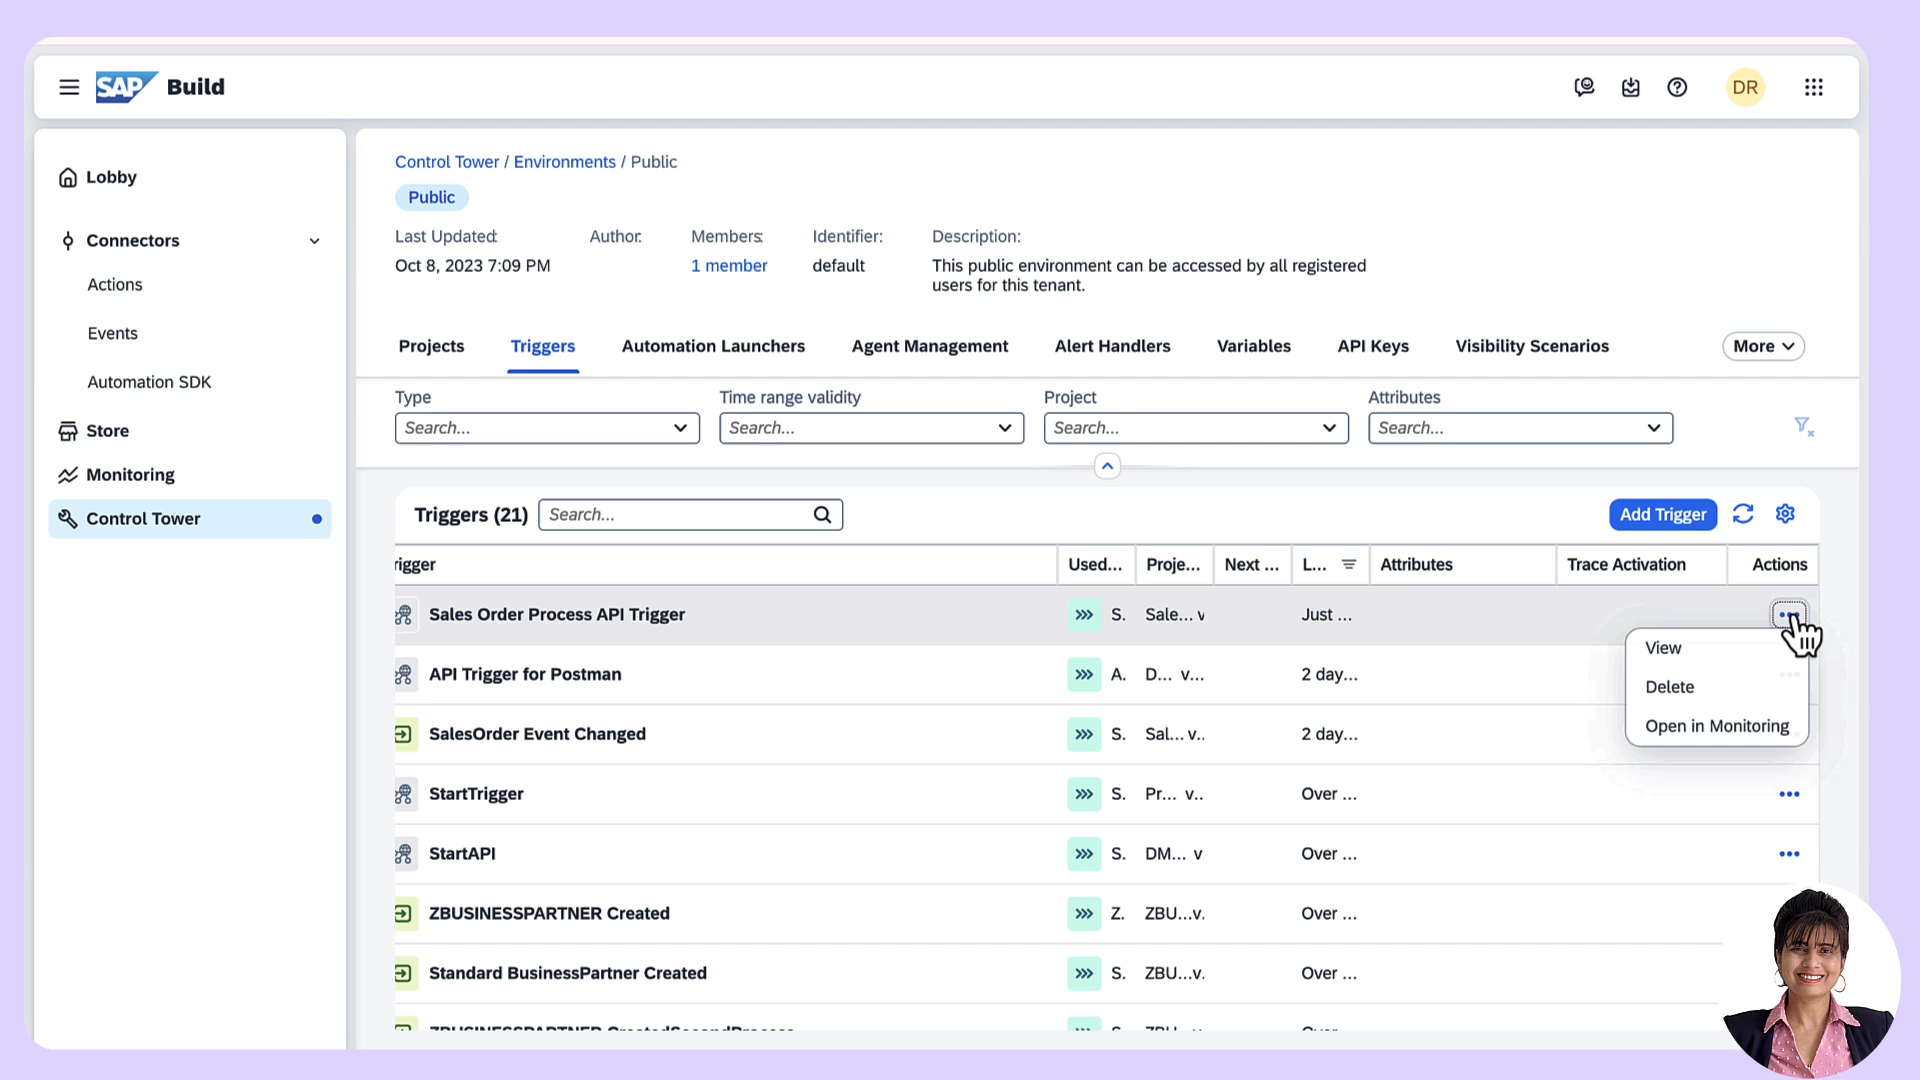 SAP Build
DR
Lobby
Connectors
Actions
Events
Automation SDK
Store
Monitoring
Control Tower
Control Tower / Environments / Public
Public
Last Updated: Author: Members: Identifier: Description:
Oct 8, 2023 7:09 PM 1 member default This public environment can be accessed by all registered
users for this tenant.
Projects Triggers Automation Launchers Agent Management Alert Handlers Variables API Keys Visibility Scenarios More
Type Time range validity Project Attributes
Search... Search... Search... Search...
Triggers (21) Search... Add Trigger
rigger Used... Proje... Next ... L... Attributes Trace Activation Actions
Sales Order Process API Trigger S. Sale... v Just ...
View
API Trigger for Postman A. D... v... 2 day...
Delete
Open in Monitoring
SalesOrder Event Changed S. Sal... v.. 2 day...
StartTrigger S. Pr... v.. Over ...
StartAPI S. DM... v Over ...
ZBUSINESSPARTNER Created Z. ZBU...v. Over ...
Standard BusinessPartner Created S. ZBU...v. Over ...